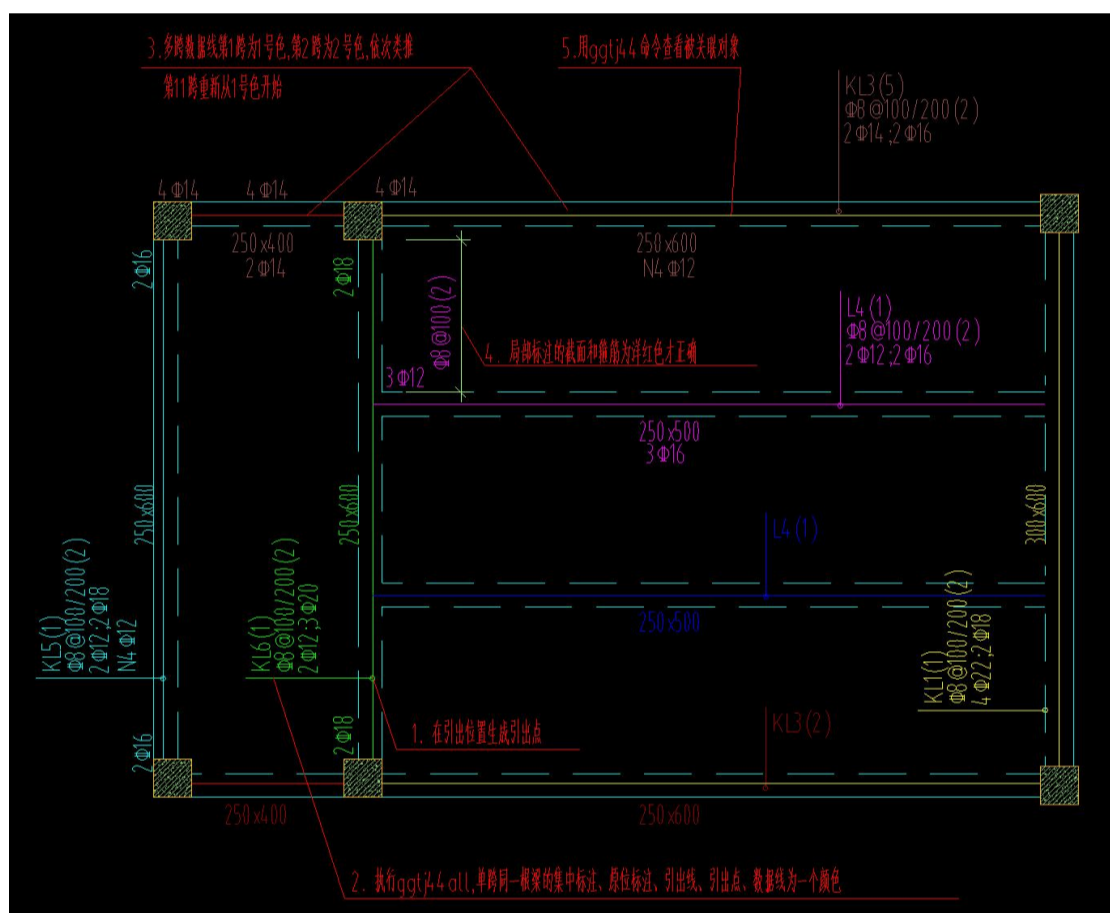 3.多跨数据线第1跨为1号色,第2跨为2号色,依次类推
第11跨重新从1号色开始
5.用ggtj44命令查看被关联对象
KL3(5)
Φ8@100/200(2)
2Φ14;2Φ16
4Φ14
4Φ14
4Φ14
250x400
2Φ14
250x600
N4Φ12
2Φ16
2Φ18
Φ8@100(2)
L4(1)
Φ8@100/200(2)
2Φ12;2Φ16
4. 局部标注的截面和箍筋为洋红色才正确
3Φ12
250x500
3Φ16
250x600
250x600
300x600
L4(1)
250x500
KL5(1)
Φ8@100/200(2)
2Φ12;2Φ18
N4Φ12
KL6(1)
Φ8@100/200(2)
2Φ12;3Φ20
KL1(1)
Φ8@100/200(2)
4Φ22;2Φ18
2Φ16
2Φ18
1. 在引出位置生成引出点
KL3(2)
250x400
250x600
2. 执行ggtj44 all,单跨同一根梁的集中标注、原位标注、引出线、引出点、数据线为一个颜色